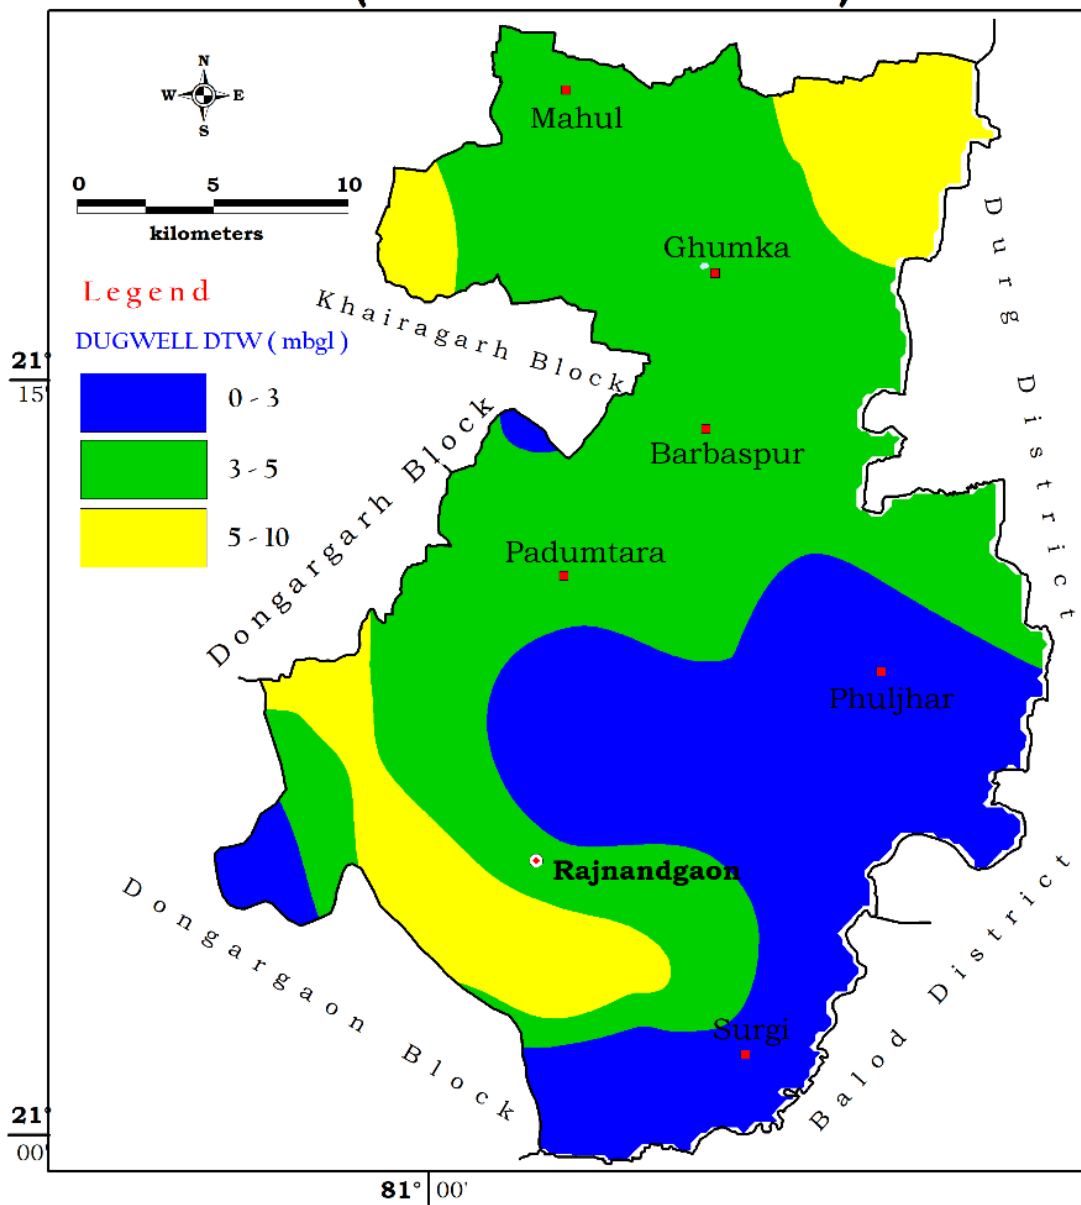 N
W E
S
0 5 10
kilometers
Legend
DUGWELL DTW ( mbgl )
0 - 3
3 - 5
5 - 10
Mahul
Ghumka
Khairagarh Block
Durg District
21°
15'
Dongargarh Block
Barbaspur
Padumtara
Phuljhar
Rajnandgaon
Dongargaon Block
Surgi
Balod District
21°
00'
81° 00'